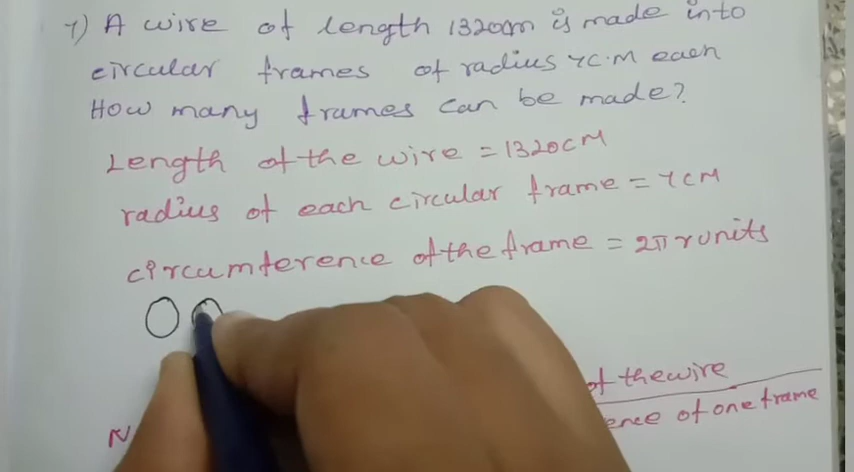 7) A wire of length 1320cm is made into
circular frames of radius 7C.M each
How many frames can be made?
Length of the wire = 1320CM
radius of each circular frame = 7CM
circumference of the frame = 2πr units
of the wire
of one frame